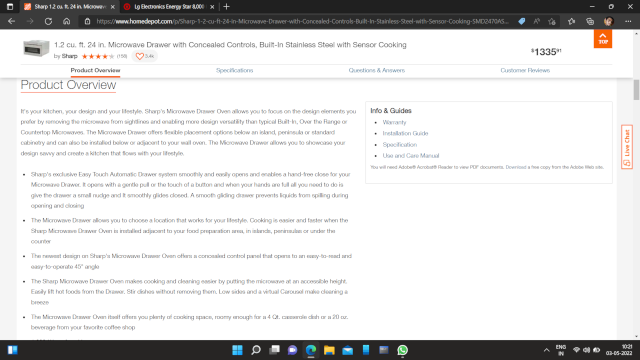 Sharp 1.2 cu. ft. 24 in. Microwa
Lg Electronics Energy Star 8,000
https://www.homedepot.com/p/Sharp-1-2-cu-ft-24-in-Microwave-Drawer-with-Concealed-Controls-Built-In-Stainless-Steel-with-Sensor-Cooking-SMD2470AS...
1.2 cu. ft. 24 in. Microwave Drawer with Concealed Controls, Built-In Stainless Steel with Sensor Cooking
by Sharp
3.4k
$1335
TOP
Product Overview Specifications Questions & Answers Customer Reviews
Product Overview
It's your kitchen, your design and your lifestyle. Sharp's Microwave Drawer Oven allows you to focus on the design elements you
prefer by removing the microwave from sightlines and enabling more design versatility than typical Built-In, Over the Range or
Countertop Microwaves. The Microwave Drawer offers flexible placement options below an island, peninsula or standard
cabinetry and can also be installed below or adjacent to your wall oven. The Microwave Drawer allows you to showcase your
design savvy and create a kitchen that flows with your lifestyle.
Info & Guides
• Warranty
• Installation Guide
• Specification
• Use and Care Manual
You will need Adobe® Acrobat® Reader to view PDF documents. Download a free copy from the Adobe Web site.
Live Chat
• Sharp's exclusive Easy Touch Automatic Drawer system smoothly and easily opens and enables a hand-free close for your
Microwave Drawer. It opens with a gentle pull or the touch of a button and when your hands are full all you need to do is
give the drawer a small nudge and it smoothly glides closed. A smooth gliding drawer prevents liquids from spilling during
opening and closing
• The Microwave Drawer allows you to choose a location that works for your lifestyle. Cooking is easier and faster when the
Sharp Microwave Drawer Oven is installed adjacent to your food preparation area, in islands, peninsulas or under the
counter
• The newest design on Sharp's Microwave Drawer Oven offers a concealed control panel that opens to an easy-to-read and
easy-to-operate 45° angle
• The Sharp Microwave Drawer Oven makes cooking and cleaning easier by putting the microwave at an accessible height.
Easily lift hot foods from the Drawer. Stir dishes without removing them. Low sides and a virtual Carousel make cleaning a
breeze
• The Microwave Drawer Oven itself offers you plenty of cooking space, roomy enough for a 4 Qt. casserole dish or a 20 oz.
beverage from your favorite coffee shop
ENG
IN
10:21
03-05-2022